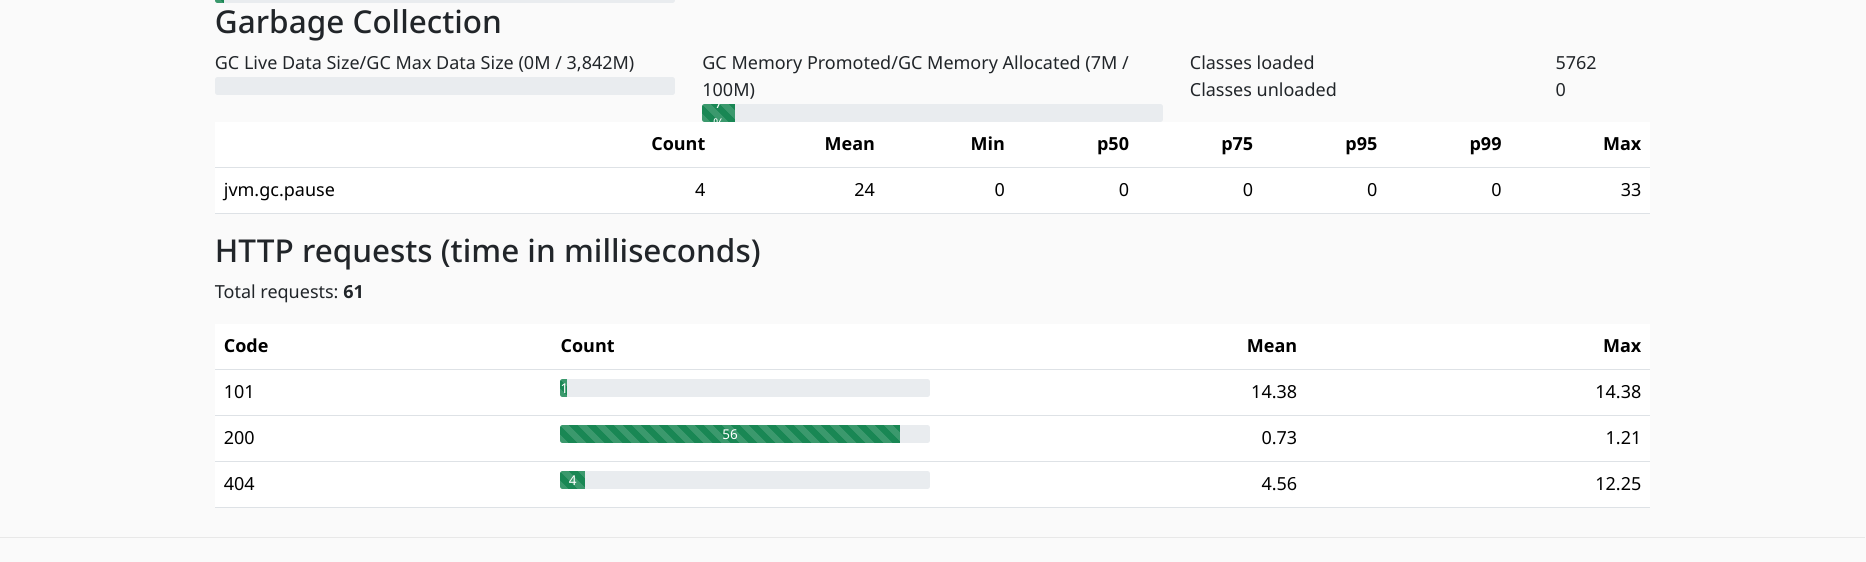 Garbage Collection
GC Live Data Size/GC Max Data Size (0M / 3,842M)
GC Memory Promoted/GC Memory Allocated (7M /
100M)
%
Classes loaded 5762
Classes unloaded 0
Count Mean Min p50 p75 p95 p99 Max
jvm.gc.pause 4 24 0 0 0 0 0 33
HTTP requests (time in milliseconds)
Total requests: 61
Code Count Mean Max
101 1 14.38 14.38
200 56 0.73 1.21
404 4 4.56 12.25